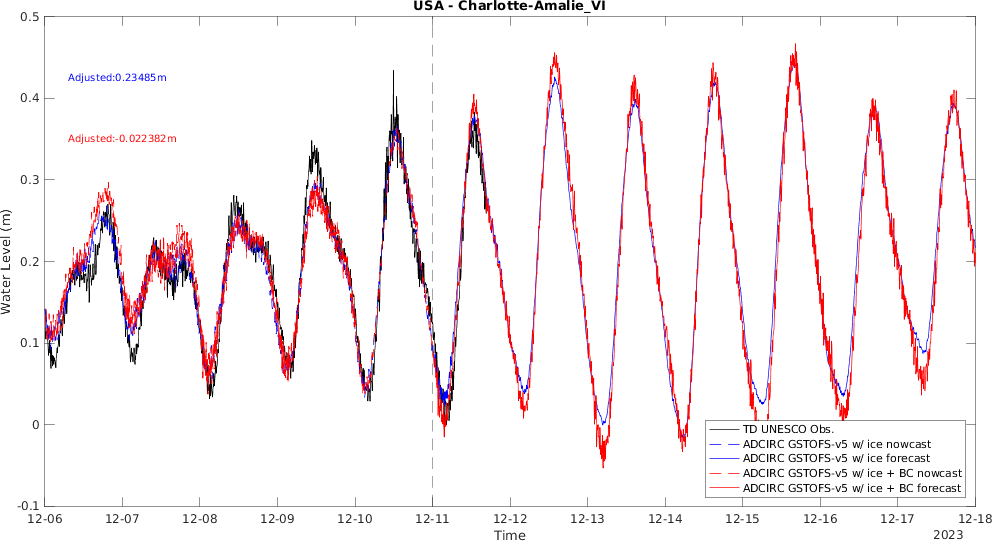 USA - Charlotte-Amalie_VI
0.5
0.4
0.3
0.2
0.1
0
-0.1
Water Level (m)
Adjusted:0.23485m
Adjusted:-0.022382m
TD UNESCO Obs.
ADCIRC GSTOFS-v5 w/ ice nowcast
ADCIRC GSTOFS-v5 w/ ice forecast
ADCIRC GSTOFS-v5 w/ ice + BC nowcast
ADCIRC GSTOFS-v5 w/ ice + BC forecast
12-06 12-07 12-08 12-09 12-10 12-11 12-12 12-13 12-14 12-15 12-16 12-17 12-18
Time
2023